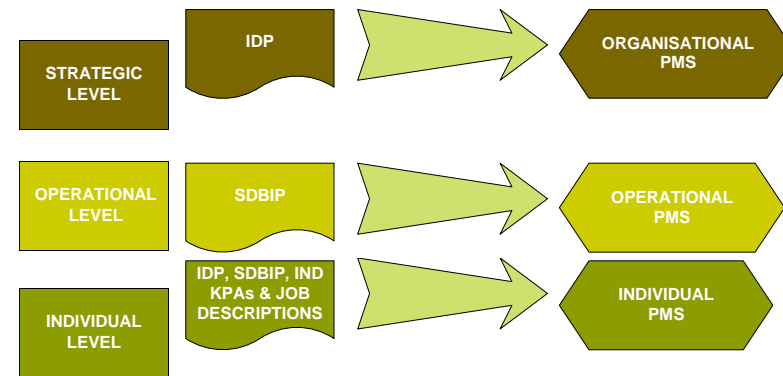 STRATEGIC
LEVEL
IDP
ORGANISATIONAL
PMS
OPERATIONAL
LEVEL
SDBIP
OPERATIONAL
PMS
INDIVIDUAL
LEVEL
IDP, SDBIP, IND
KPAs & JOB
DESCRIPTIONS
INDIVIDUAL
PMS